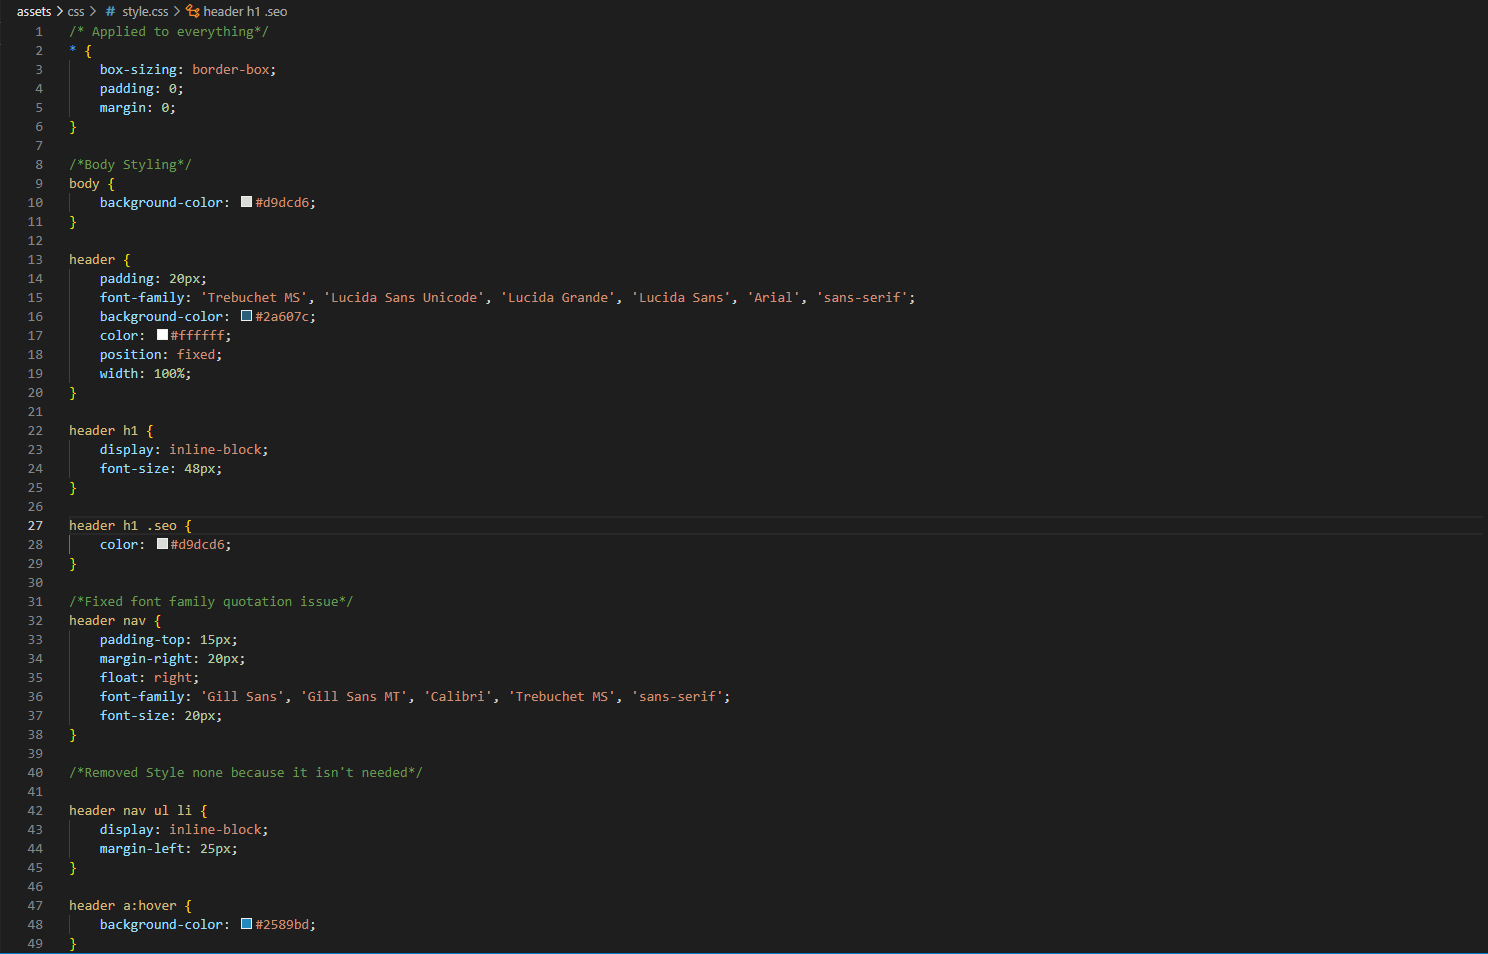 assets > css > # style.css > header h1 .seo
1 /* Applied to everything*/
2 * {
3     box-sizing: border-box;
4     padding: 0;
5     margin: 0;
6 }
7
8 /*Body Styling*/
9 body {
10     background-color: #d9dcd6;
11 }
12
13 header {
14     padding: 20px;
15     font-family: 'Trebuchet MS', 'Lucida Sans Unicode', 'Lucida Grande', 'Lucida Sans', 'Arial', 'sans-serif';
16     background-color: #2a607c;
17     color: #ffffff;
18     position: fixed;
19     width: 100%;
20 }
21
22 header h1 {
23     display: inline-block;
24     font-size: 48px;
25 }
26
27 header h1 .seo {
28     color: #d9dcd6;
29 }
30
31 /*Fixed font family quotation issue*/
32 header nav {
33     padding-top: 15px;
34     margin-right: 20px;
35     float: right;
36     font-family: 'Gill Sans', 'Gill Sans MT', 'Calibri', 'Trebuchet MS', 'sans-serif';
37     font-size: 20px;
38 }
39
40 /*Removed Style none because it isn't needed*/
41
42 header nav ul li {
43     display: inline-block;
44     margin-left: 25px;
45 }
46
47 header a:hover {
48     background-color: #2589bd;
49 }